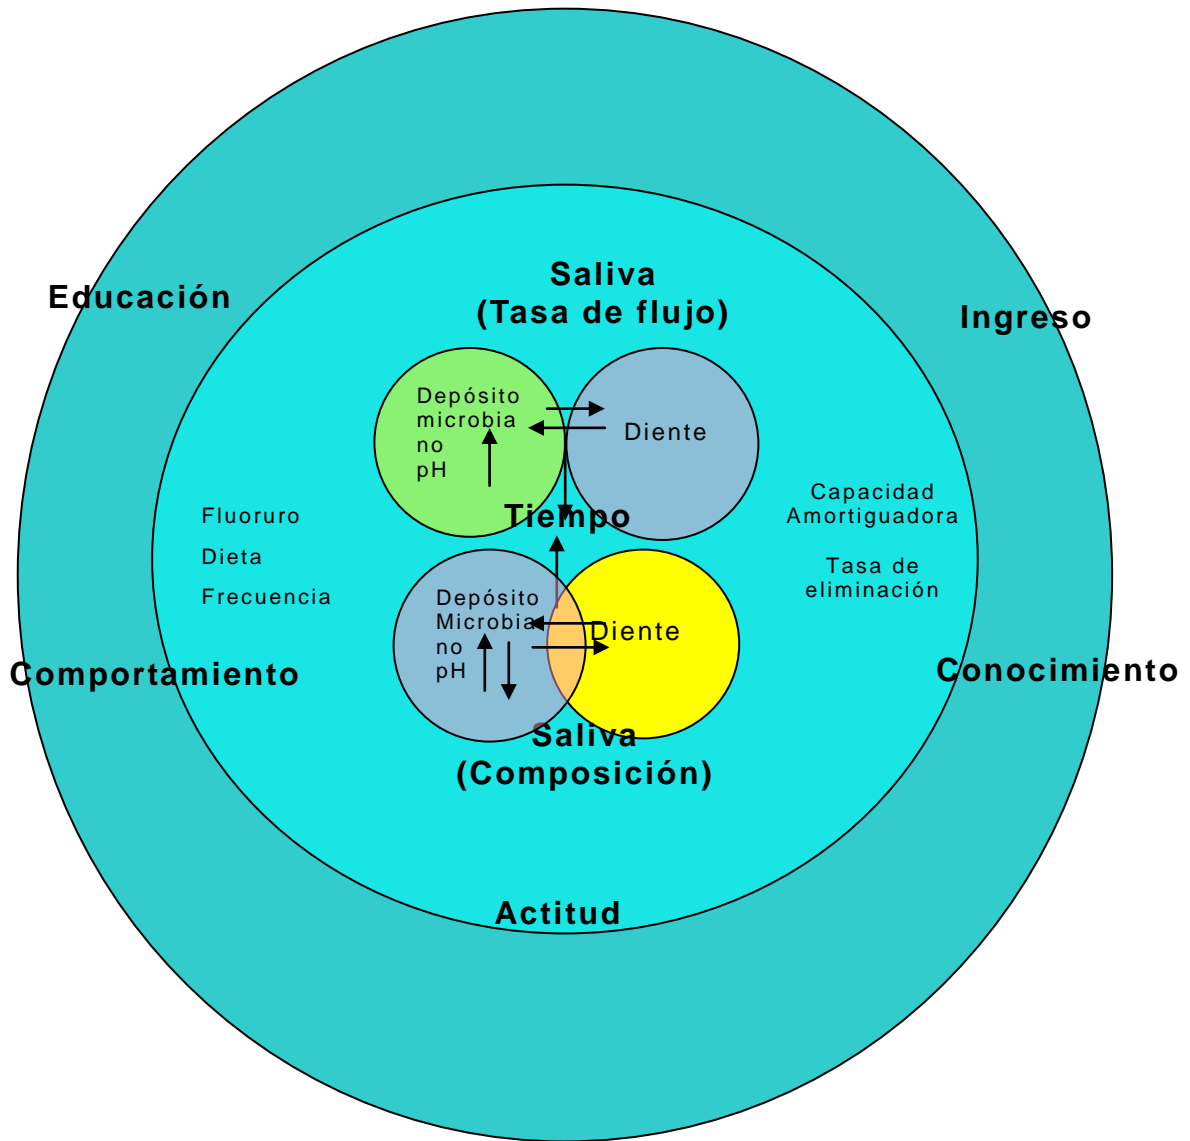 Saliva
(Tasa de flujo)
Educación
Ingreso
Depósito
microbia
no
pH
Diente
Capacidad
Amortiguadora
Tasa de
eliminación
Fluoruro
Dieta
Frecuencia
Tiempo
Depósito
Microbia
no
pH
Diente
Comportamiento
Conocimiento
Saliva
(Composición)
Actitud